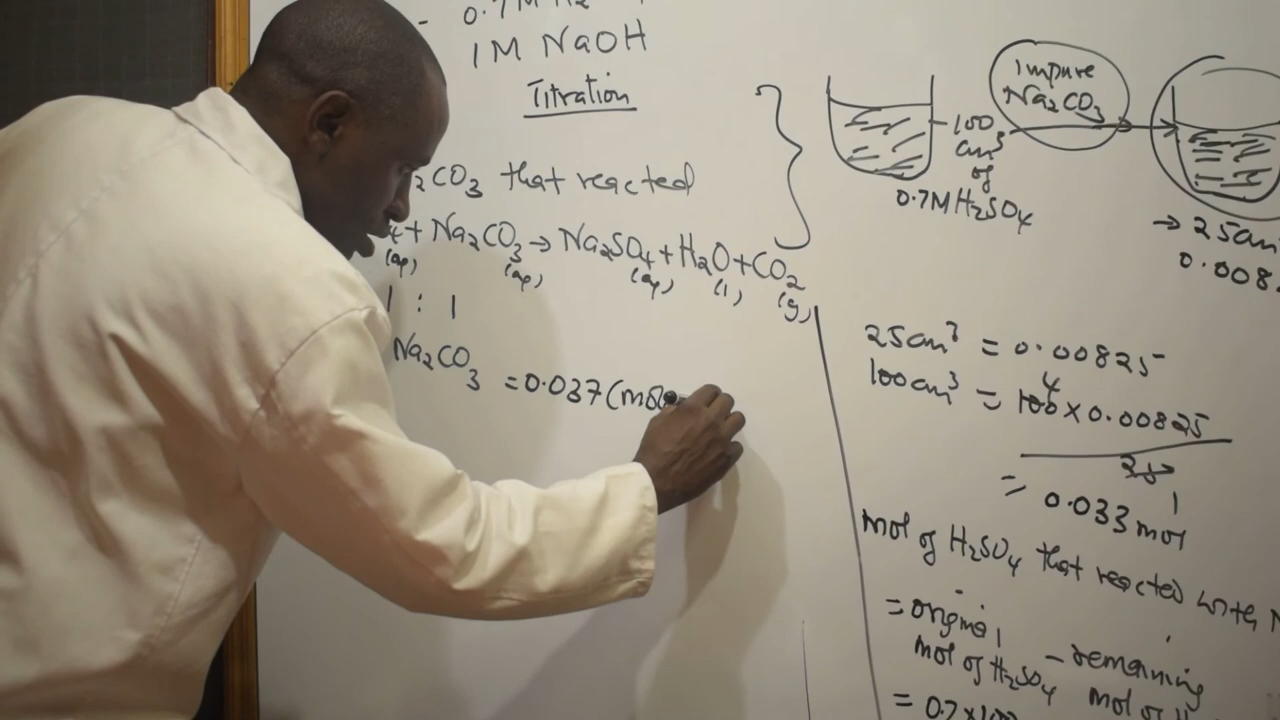 1M NaOH
Titration
₂CO₃ that reacted
+ Na₂CO₃ → Na₂SO₄ + H₂O + CO₂
(aq) (aq) (aq) (l) (g)
1 : 1
Na₂CO₃ = 0.037 (mol
100
cm³
of
0.7M H₂SO₄
Impure
Na₂CO₃
→ 25cm
0.008
25cm³ = 0.00825
4
100cm³ = 100 × 0.00825
25
1
= 0.033 mol
mol of H₂SO₄ that reacted with
= original - remaining
mol of H₂SO₄ mol of
= 0.7×100